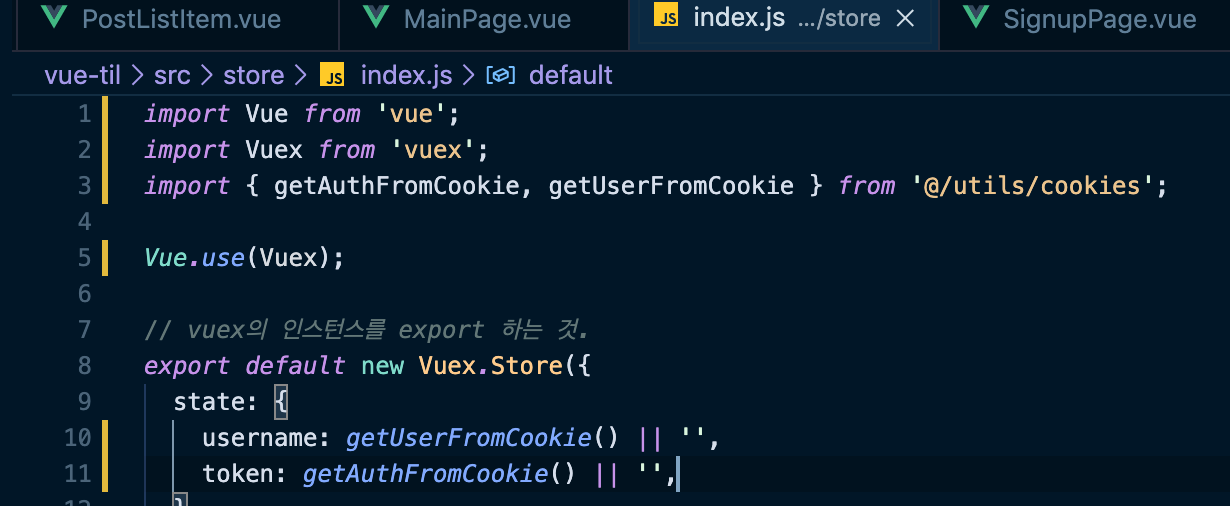 PostListItem.vue MainPage.vue JS index.js .../store SignupPage.vue
vue-til > src > store > JS index.js > default
1 import Vue from 'vue';
2 import Vuex from 'vuex';
3 import { getAuthFromCookie, getUserFromCookie } from '@/utils/cookies';
4
5 Vue.use(Vuex);
6
7 // vuex의 인스턴스를 export 하는 것.
8 export default new Vuex.Store({
9 state: {
10 username: getUserFromCookie() || '',
11 token: getAuthFromCookie() || '',
12 }